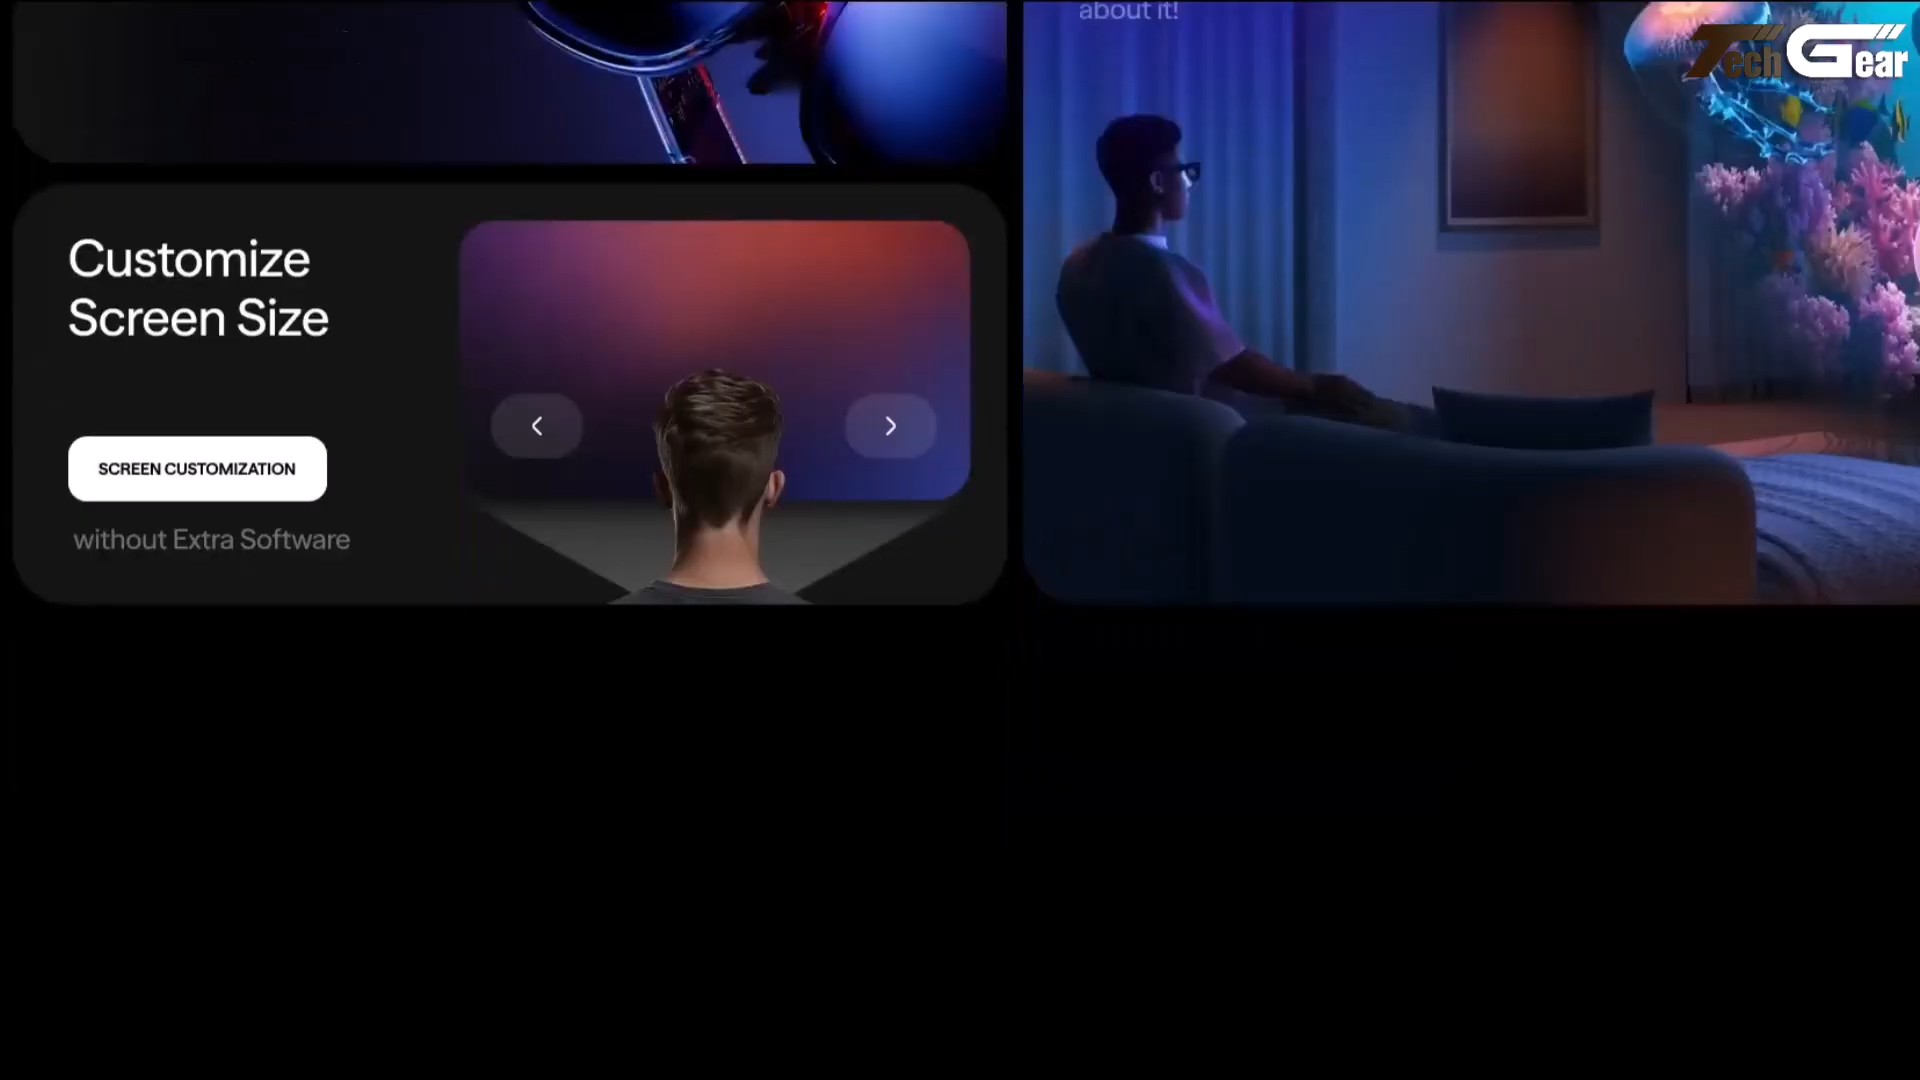 about it!
Tech Gear
Customize
Screen Size
SCREEN CUSTOMIZATION
without Extra Software